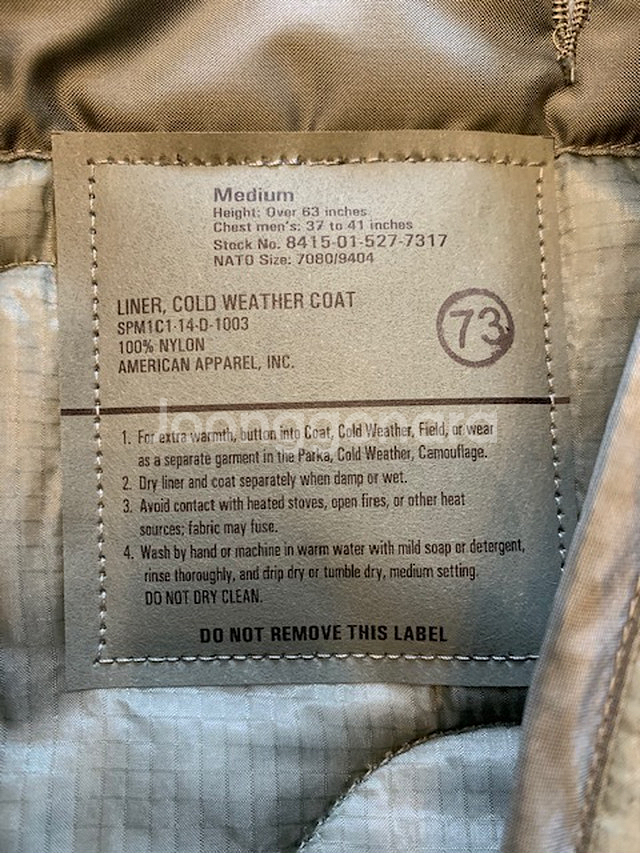 Medium
Height: Over 63 inches
Chest men's: 37 to 41 inches
Stock No. 8415-01-527-7317
NATO Size: 7080/9404
LINER, COLD WEATHER COAT
SPM1C1-14-D-1003
100% NYLON
AMERICAN APPAREL, INC.
73
1. For extra warmth, button into Coat, Cold Weather, Field, or wear
as a separate garment in the Parka, Cold Weather, Camouflage.
2. Dry liner and coat separately when damp or wet.
3. Avoid contact with heated stoves, open fires, or other heat
sources; fabric may fuse.
4. Wash by hand or machine in warm water with mild soap or detergent,
rinse thoroughly, and drip dry or tumble dry, medium setting.
DO NOT DRY CLEAN.
DO NOT REMOVE THIS LABEL